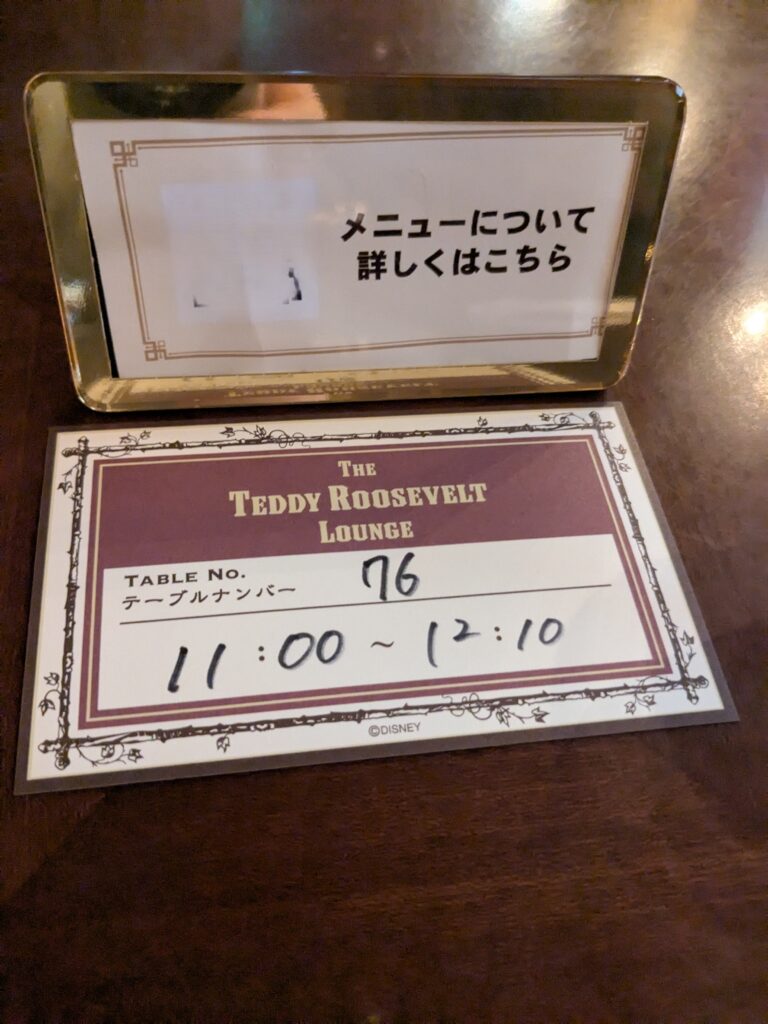 メニューについて
詳しくはこちら
THE
TEDDY ROOSEVELT
LOUNGE
TABLE No. 76
テーブルナンバー
11:00 ~ 12:10
©DISNEY